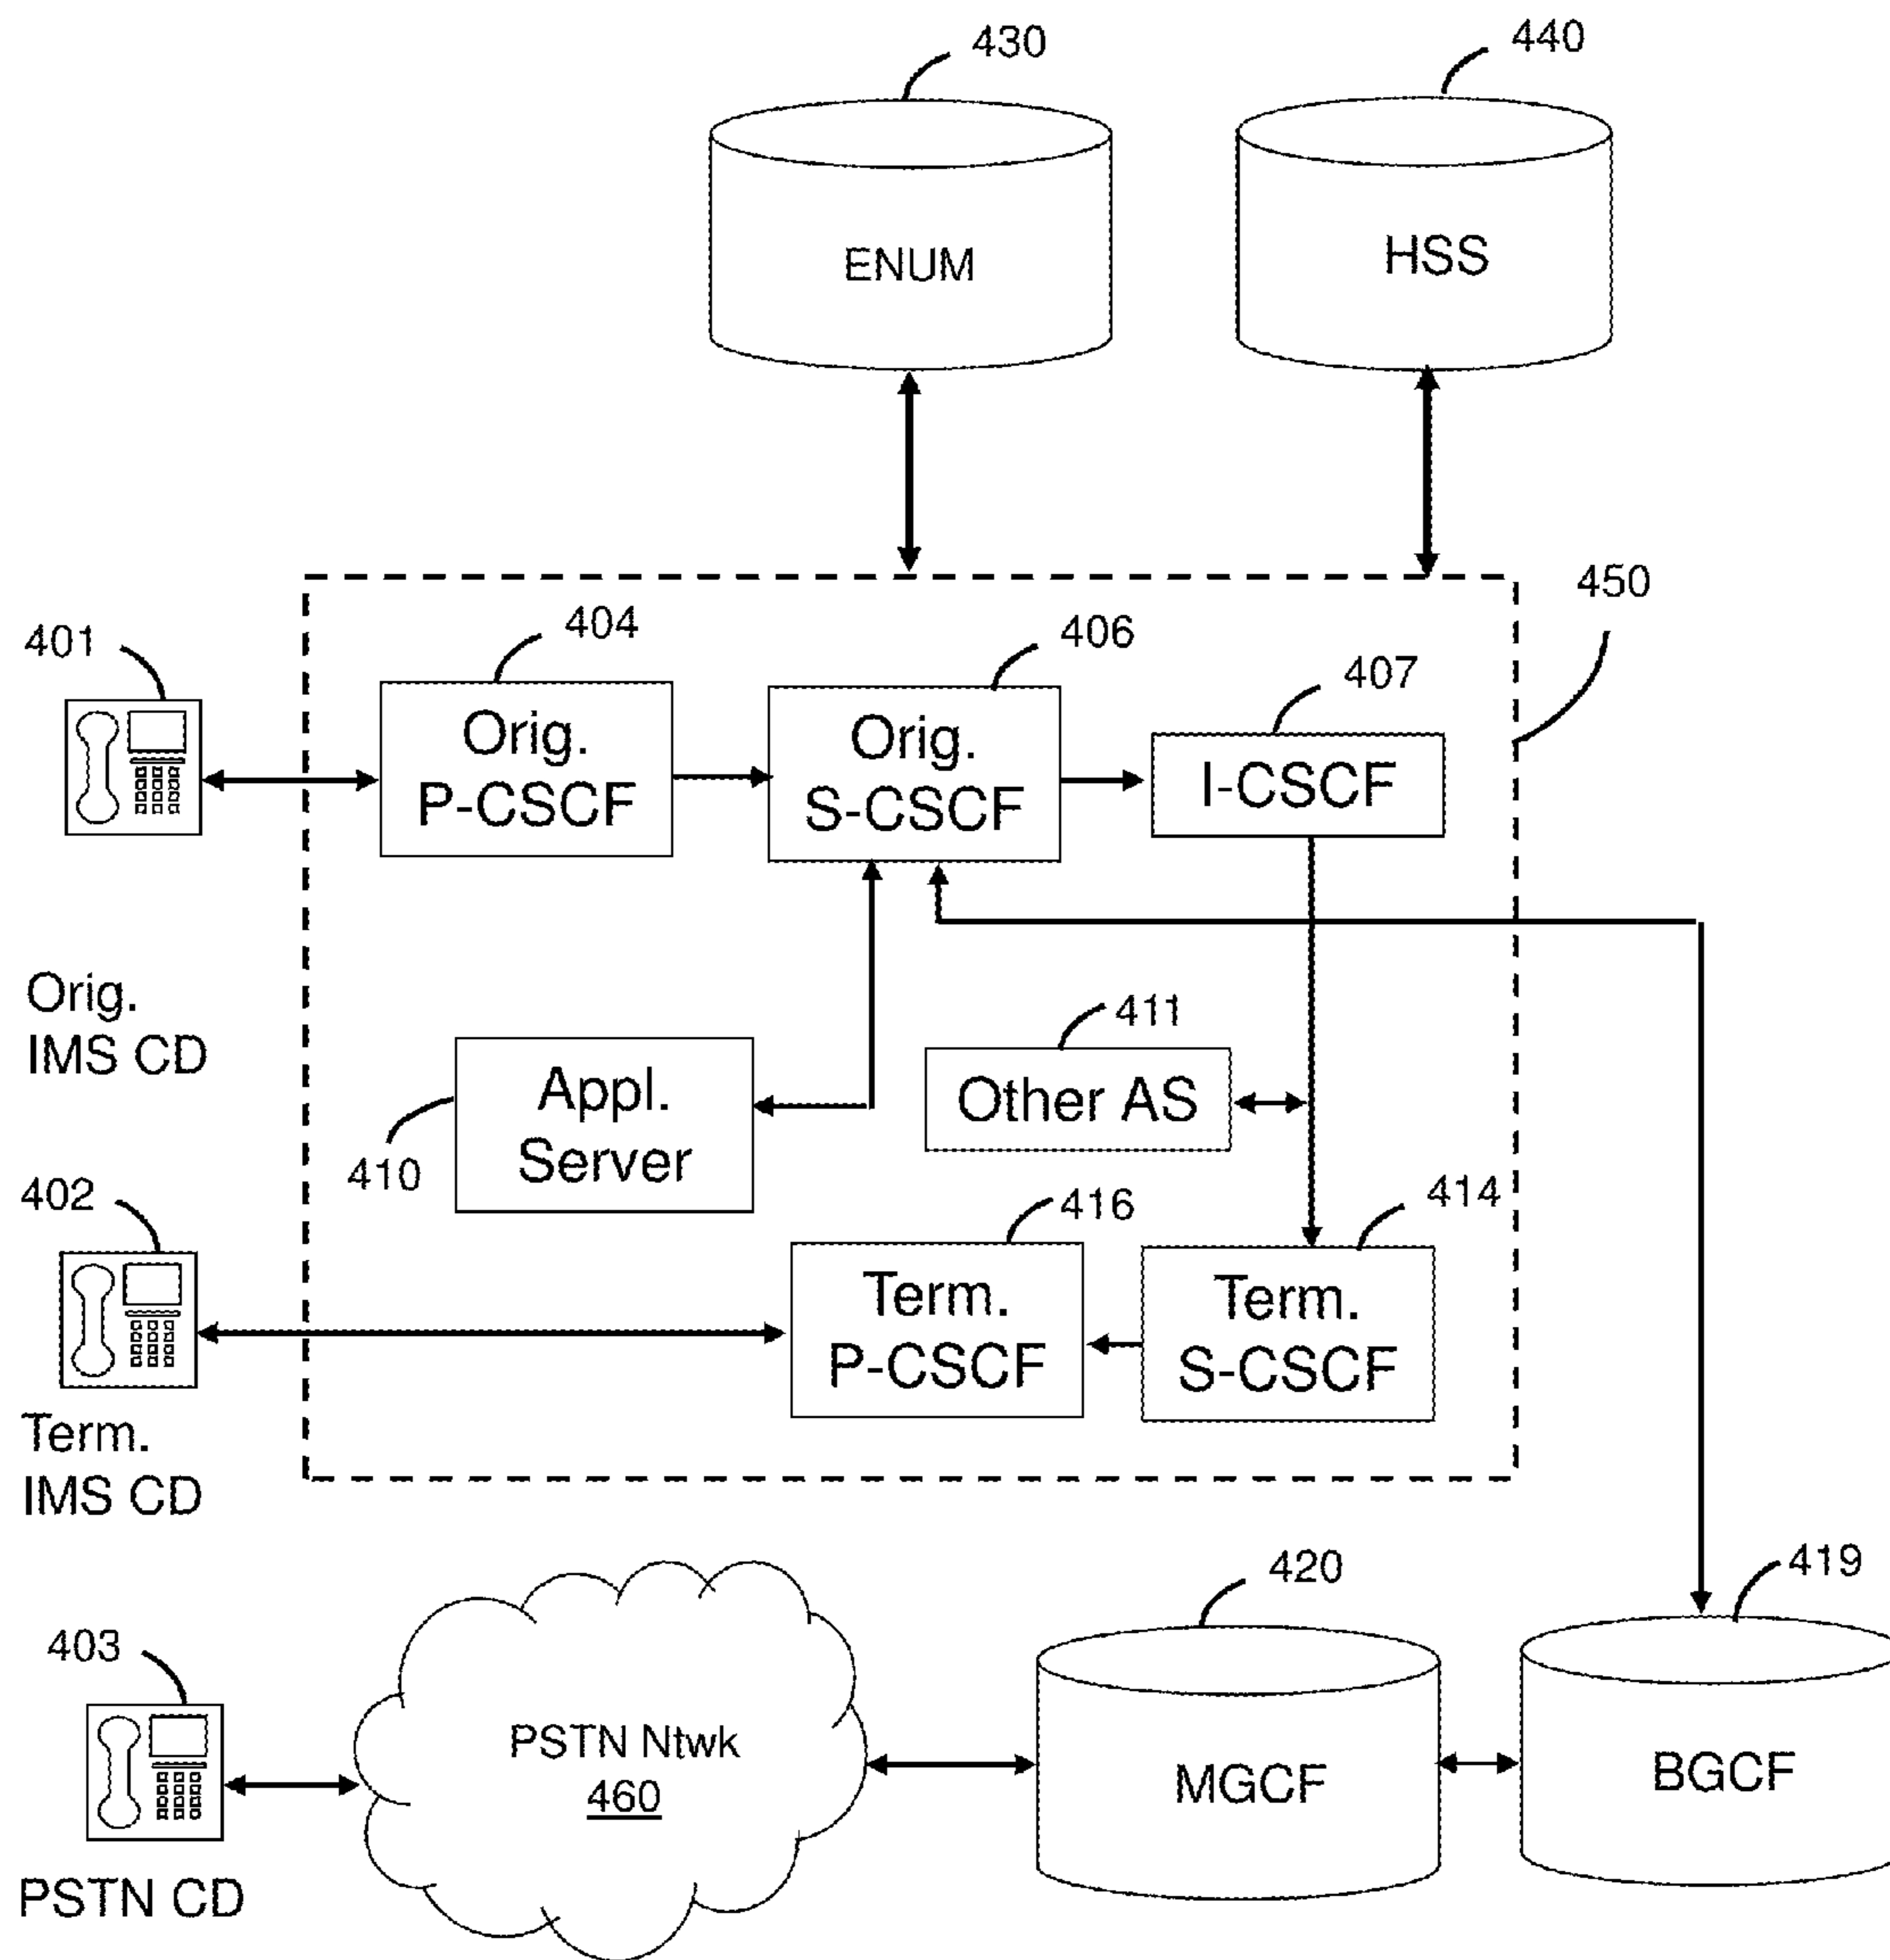 430
440
ENUM
HSS
450
401
404
406
407
Orig.
P-CSCF
Orig.
S-CSCF
I-CSCF
Orig.
IMS CD
411
Other AS
Appl.
Server
410
402
416
414
Term.
P-CSCF
Term.
S-CSCF
Term.
IMS CD
420
419
403
PSTN Ntwk
460
MGCF
BGCF
PSTN CD